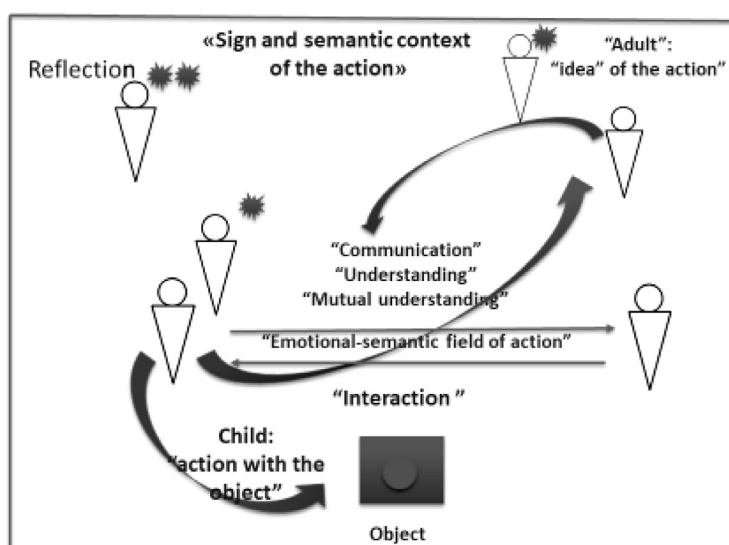 «Sign and semantic context
of the action»
“Adult”:
“idea” of the action”
Reflection
“Communication”
“Understanding”
“Mutual understanding”
“Emotional-semantic field of action”
“Interaction ”
Child:
“action with the
object”
Object